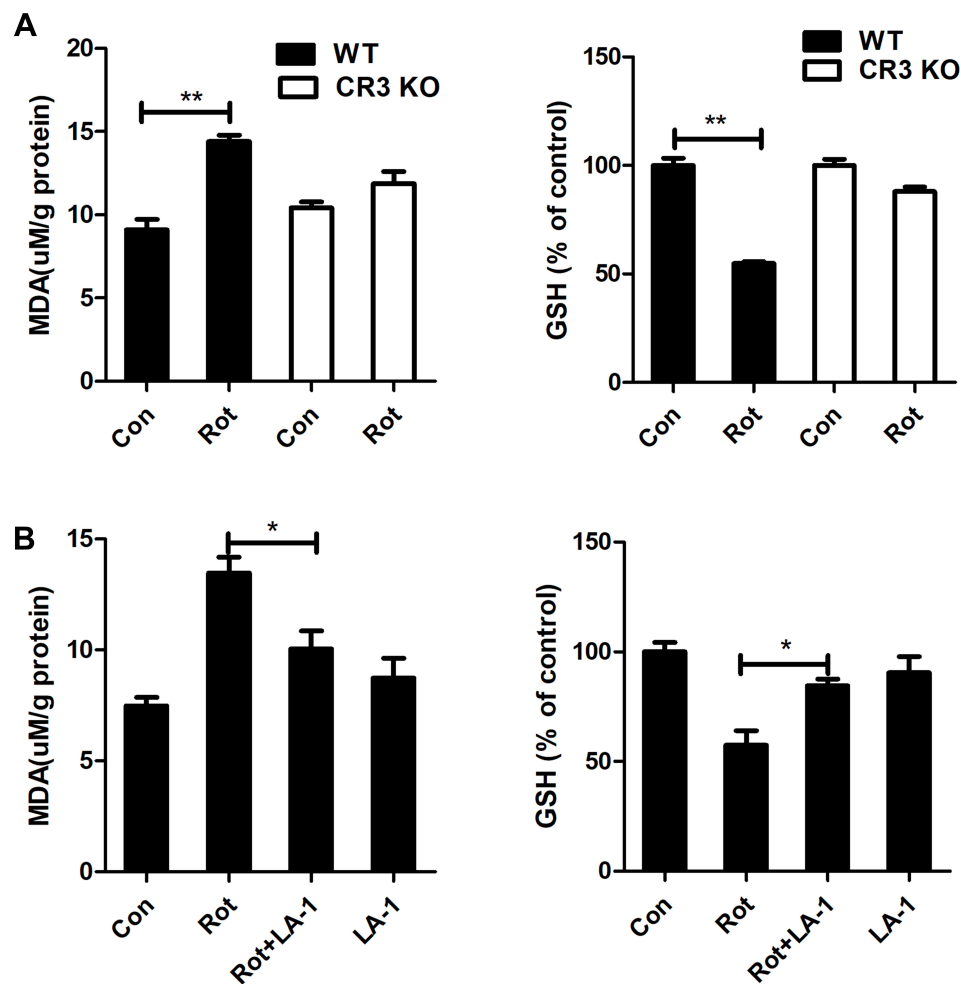 A
MDA(uM/g protein)
20
15
10
5
0
**
WT
CR3 KO
Con
Rot
Con
Rot
GSH (% of control)
150
100
50
0
**
WT
CR3 KO
Con
Rot
Con
Rot
B
MDA(uM/g protein)
15
10
5
0
*
Con
Rot
Rot+LA-1
LA-1
GSH (% of control)
150
100
50
0
*
Con
Rot
Rot+LA-1
LA-1